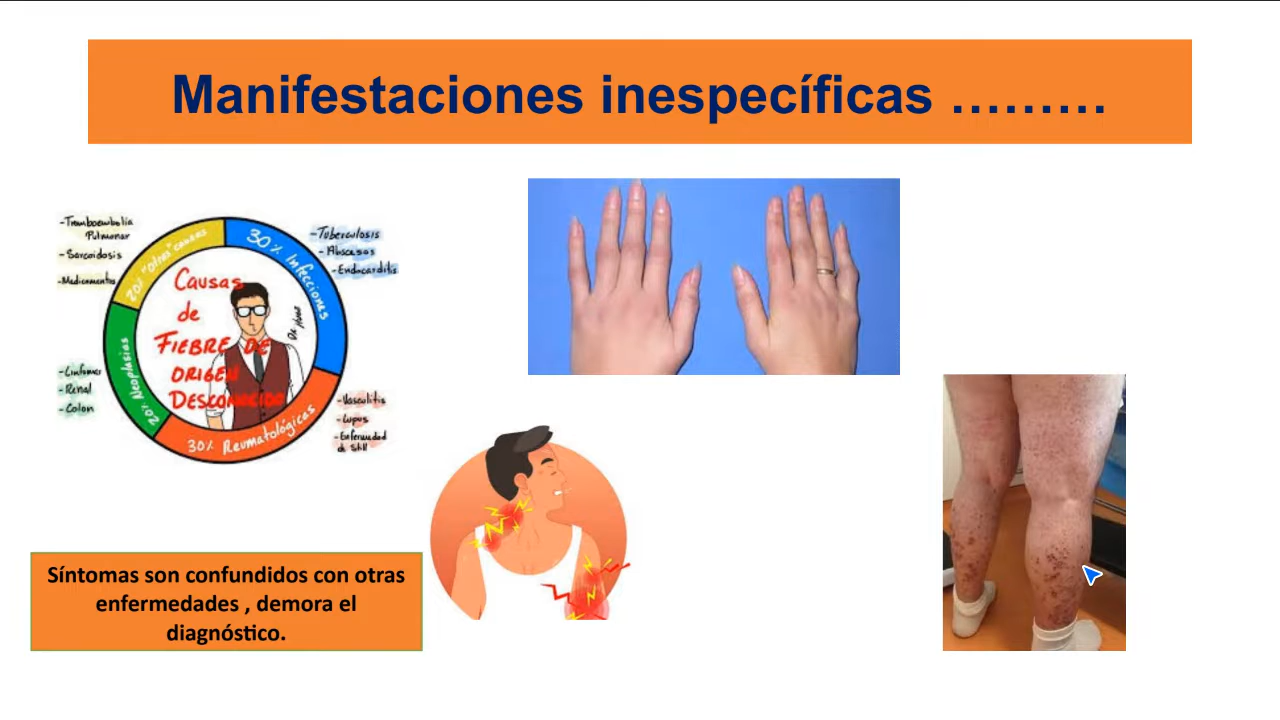 Manifestaciones inespecíficas ………
-Tromboembolia
Pulmonar
-Sarcoidosis
-Medicamentos
20% "Otras" causas
30% Infecciones
-Tuberculosis
-Abscesos
-Endocarditis
Causas
de
FIEBRE DE
ORIGEN
DESCONOCIDO
20% Neoplasias
-Linfomas
-Renal
-Colon
30% Reumatológicas
-Vasculitis
-Lupus
-Enfermedad
de Still
Síntomas son confundidos con otras
enfermedades , demora el
diagnóstico.